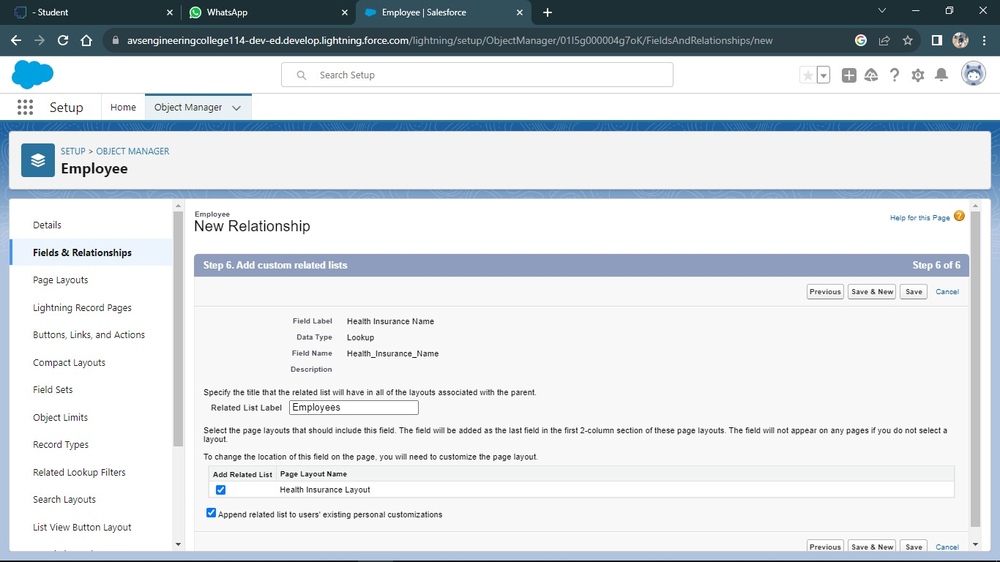 - Student
WhatsApp
Employee | Salesforce
avsengineeringcollege114-dev-ed.develop.lightning.force.com/lightning/setup/ObjectManager/01I5g000004g7oK/FieldsAndRelationships/new
Search Setup
Setup
Home
Object Manager
SETUP > OBJECT MANAGER
Employee
Details
Fields & Relationships
Page Layouts
Lightning Record Pages
Buttons, Links, and Actions
Compact Layouts
Field Sets
Object Limits
Record Types
Related Lookup Filters
Search Layouts
List View Button Layout
Employee
New Relationship
Help for this Page
Step 6. Add custom related lists
Step 6 of 6
Previous
Save & New
Save
Cancel
Field Label Health Insurance Name
Data Type Lookup
Field Name Health_Insurance_Name
Description
Specify the title that the related list will have in all of the layouts associated with the parent.
Related List Label Employees
Select the page layouts that should include this field. The field will be added as the last field in the first 2-column section of these page layouts. The field will not appear on any pages if you do not select a
layout.
To change the location of this field on the page, you will need to customize the page layout.
Add Related List Page Layout Name
Health Insurance Layout
Append related list to users' existing personal customizations
Previous
Save & New
Save
Cancel